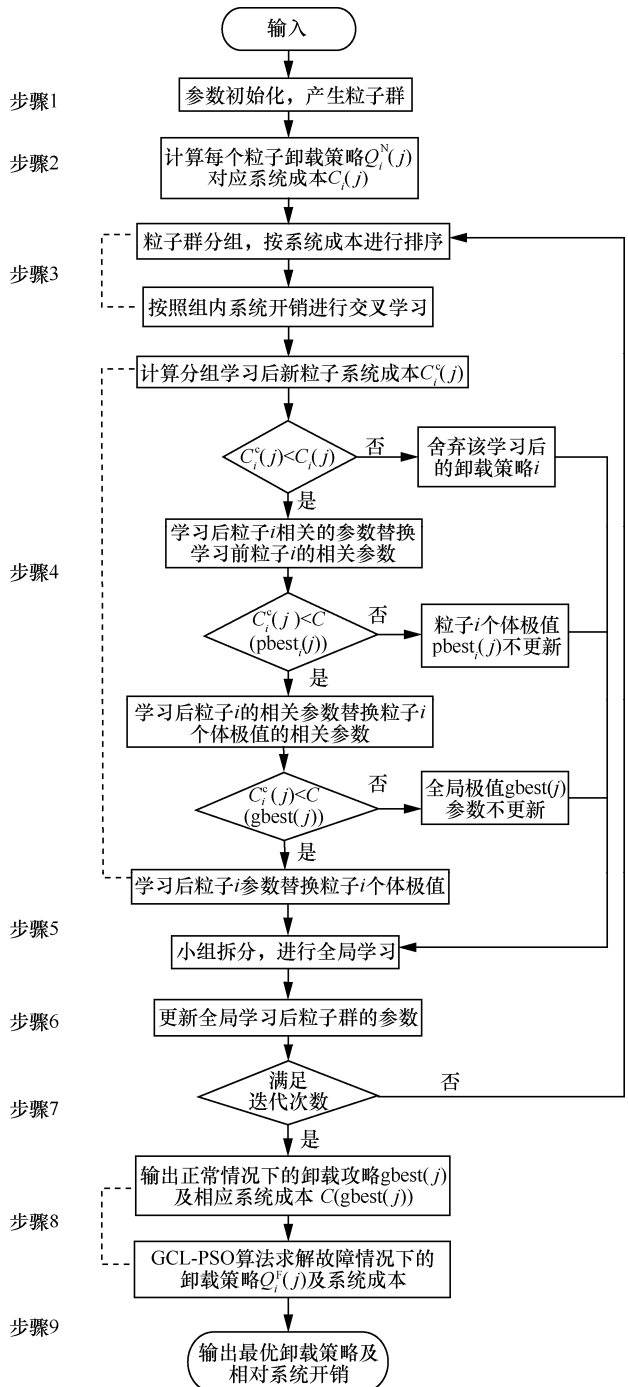 输入
步骤1
参数初始化，产生粒子群
步骤2
计算每个粒子卸载策略Q_i^N(j)
对应系统成本C_i(j)
步骤3
粒子群分组，按系统成本进行排序
按照组内系统开销进行交叉学习
计算分组学习后新粒子系统成本C_i^c(j)
C_i^c(j)<C_i(j)
否
舍弃该学习后
的卸载策略i
是
步骤4
学习后粒子i相关的参数替换
学习前粒子i的相关参数
C_i^c(j)<C
(pbest_i(j))
否
粒子i个体极值
pbest_i(j)不更新
是
学习后粒子i的相关参数替换粒子i
个体极值的相关参数
C_i^c(j)<C
(gbest(j))
否
全局极值gbest(j)
参数不更新
是
学习后粒子i参数替换粒子i个体极值
步骤5
小组拆分，进行全局学习
步骤6
更新全局学习后粒子群的参数
步骤7
满足
迭代次数
否
是
步骤8
输出正常情况下的卸载攻略gbest(j)
及相应系统成本 C(gbest(j))
GCL-PSO算法求解故障情况下的
卸载策略Q_i^F(j)及系统成本
步骤9
输出最优卸载策略及
相对系统开销